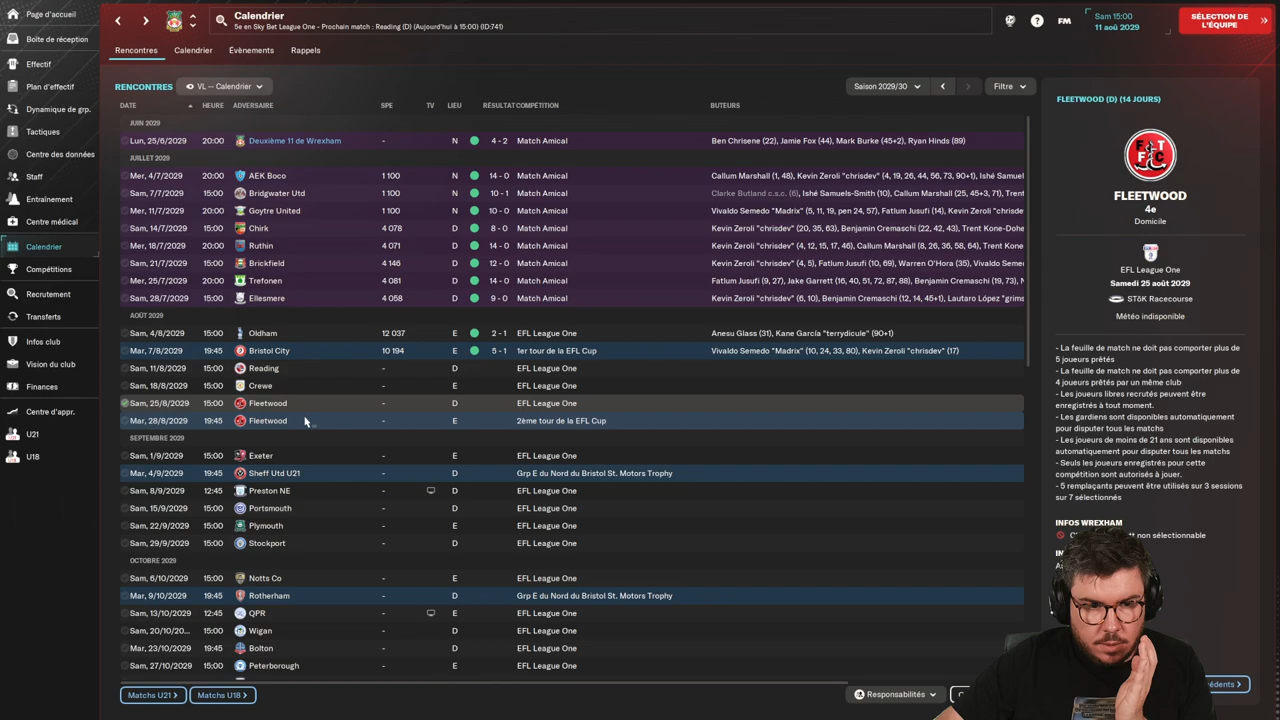 Page d'accueil
Boîte de réception
Effectif
Plan d'effectif
Dynamique de grp.
Tactiques
Centre des données
Staff
Entraînement
Centre médical
Calendrier
Compétitions
Recrutement
Transferts
Infos club
Vision du club
Finances
Centre d'appr.
U21
U18
Calendrier
5e en Sky Bet League One - Prochain match : Reading (D) (Aujourd'hui à 15:00) (ID:741)
FM
Sam 15:00
11 aoû 2029
SÉLECTION DE L'ÉQUIPE
Rencontres Calendrier Évènements Rappels
RENCONTRES VL -- Calendrier Saison 2029/30 Filtre
DATE HEURE ADVERSAIRE SPE TV LIEU RÉSULTAT COMPÉTITION BUTEURS
JUIN 2029
Lun, 25/6/2029 20:00 Deuxième 11 de Wrexham - N 4 - 2 Match Amical Ben Chrisene (22), Jamie Fox (44), Mark Burke (45+2), Ryan Hinds (89)
JUILLET 2029
Mer, 4/7/2029 20:00 AEK Boco 1 100 N 14 - 0 Match Amical Callum Marshall (1, 48), Kevin Zeroli "chrisdev" (4, 19, 26, 44, 56, 73, 90+1), Ishé Samuel
Sam, 7/7/2029 15:00 Bridgwater Utd 1 100 N 10 - 1 Match Amical Clarke Butland c.s.c. (6), Ishé Samuels-Smith (10), Callum Marshall (25, 45+3, 71), Trent
Mer, 11/7/2029 20:00 Goytre United 1 100 N 10 - 0 Match Amical Vivaldo Semedo "Madrix" (5, 11, 19, pen 24, 57), Fatlum Jusufi (14), Kevin Zeroli "chrisde
Sam, 14/7/2029 15:00 Chirk 4 078 D 8 - 0 Match Amical Kevin Zeroli "chrisdev" (20, 35, 63), Benjamin Cremaschi (22, 42, 43), Trent Kone-Dohe
Mer, 18/7/2029 20:00 Ruthin 4 071 D 14 - 0 Match Amical Kevin Zeroli "chrisdev" (4, 12, 15, 17, 46), Callum Marshall (8, 26, 36, 58, 64), Trent Kone
Sam, 21/7/2029 15:00 Brickfield 4 146 D 12 - 0 Match Amical Kevin Zeroli "chrisdev" (4, 5), Fatlum Jusufi (10, 69), Warren O'Hora (35), Vivaldo Semedo
Mer, 25/7/2029 20:00 Trefonen 4 081 D 14 - 0 Match Amical Fatlum Jusufi (9, 27), Jake Garrett (16, 40, 51, 72, 87, 88), Benjamin Cremaschi (19, 73), N
Sam, 28/7/2029 15:00 Ellesmere 4 058 D 9 - 0 Match Amical Kevin Zeroli "chrisdev" (6, 10), Benjamin Cremaschi (12, 14, 45+1), Lautaro López "grims
AOÛT 2029
Sam, 4/8/2029 15:00 Oldham 12 037 E 2 - 1 EFL League One Anesu Glass (31), Kane García "terrydicule" (90+1)
Mar, 7/8/2029 19:45 Bristol City 10 194 E 5 - 1 1er tour de la EFL Cup Vivaldo Semedo "Madrix" (10, 24, 33, 80), Kevin Zeroli "chrisdev" (17)
Sam, 11/8/2029 15:00 Reading - D EFL League One
Sam, 18/8/2029 15:00 Crewe - E EFL League One
Sam, 25/8/2029 15:00 Fleetwood - D EFL League One
Mar, 28/8/2029 19:45 Fleetwood - E 2ème tour de la EFL Cup
SEPTEMBRE 2029
Sam, 1/9/2029 15:00 Exeter - E EFL League One
Mar, 4/9/2029 19:45 Sheff Utd U21 - D Grp E du Nord du Bristol St. Motors Trophy
Sam, 8/9/2029 12:45 Preston NE - D EFL League One
Sam, 15/9/2029 15:00 Portsmouth - D EFL League One
Sam, 22/9/2029 15:00 Plymouth - E EFL League One
Sam, 29/9/2029 15:00 Stockport - D EFL League One
OCTOBRE 2029
Sam, 6/10/2029 15:00 Notts Co - E EFL League One
Mar, 9/10/2029 19:45 Rotherham - D Grp E du Nord du Bristol St. Motors Trophy
Sam, 13/10/2029 12:45 QPR - E EFL League One
Sam, 20/10/20... 15:00 Wigan - D EFL League One
Mar, 23/10/2029 19:45 Bolton - D EFL League One
Sam, 27/10/2029 15:00 Peterborough - E EFL League One
Matchs U21 Matchs U18 Responsabilités
FLEETWOOD (D) (14 JOURS)
FLEETWOOD
4e
Domicile
EFL League One
Samedi 25 août 2029
STōK Racecourse
Météo indisponible
- La feuille de match ne doit pas comporter plus de 5 joueurs prêtés
- La feuille de match ne doit pas comporter plus de 4 joueurs prêtés par un même club
- Les joueurs libres recrutés peuvent être enregistrés à tout moment.
- Les gardiens sont disponibles automatiquement pour disputer tous les matchs
- Les joueurs de moins de 21 ans sont disponibles automatiquement pour disputer tous les matchs
- Seuls les joueurs enregistrés pour cette compétition sont autorisés à jouer.
- 5 remplaçants peuvent être utilisés sur 3 sessions sur 7 sélectionnés
INFOS WREXHAM
non sélectionnable